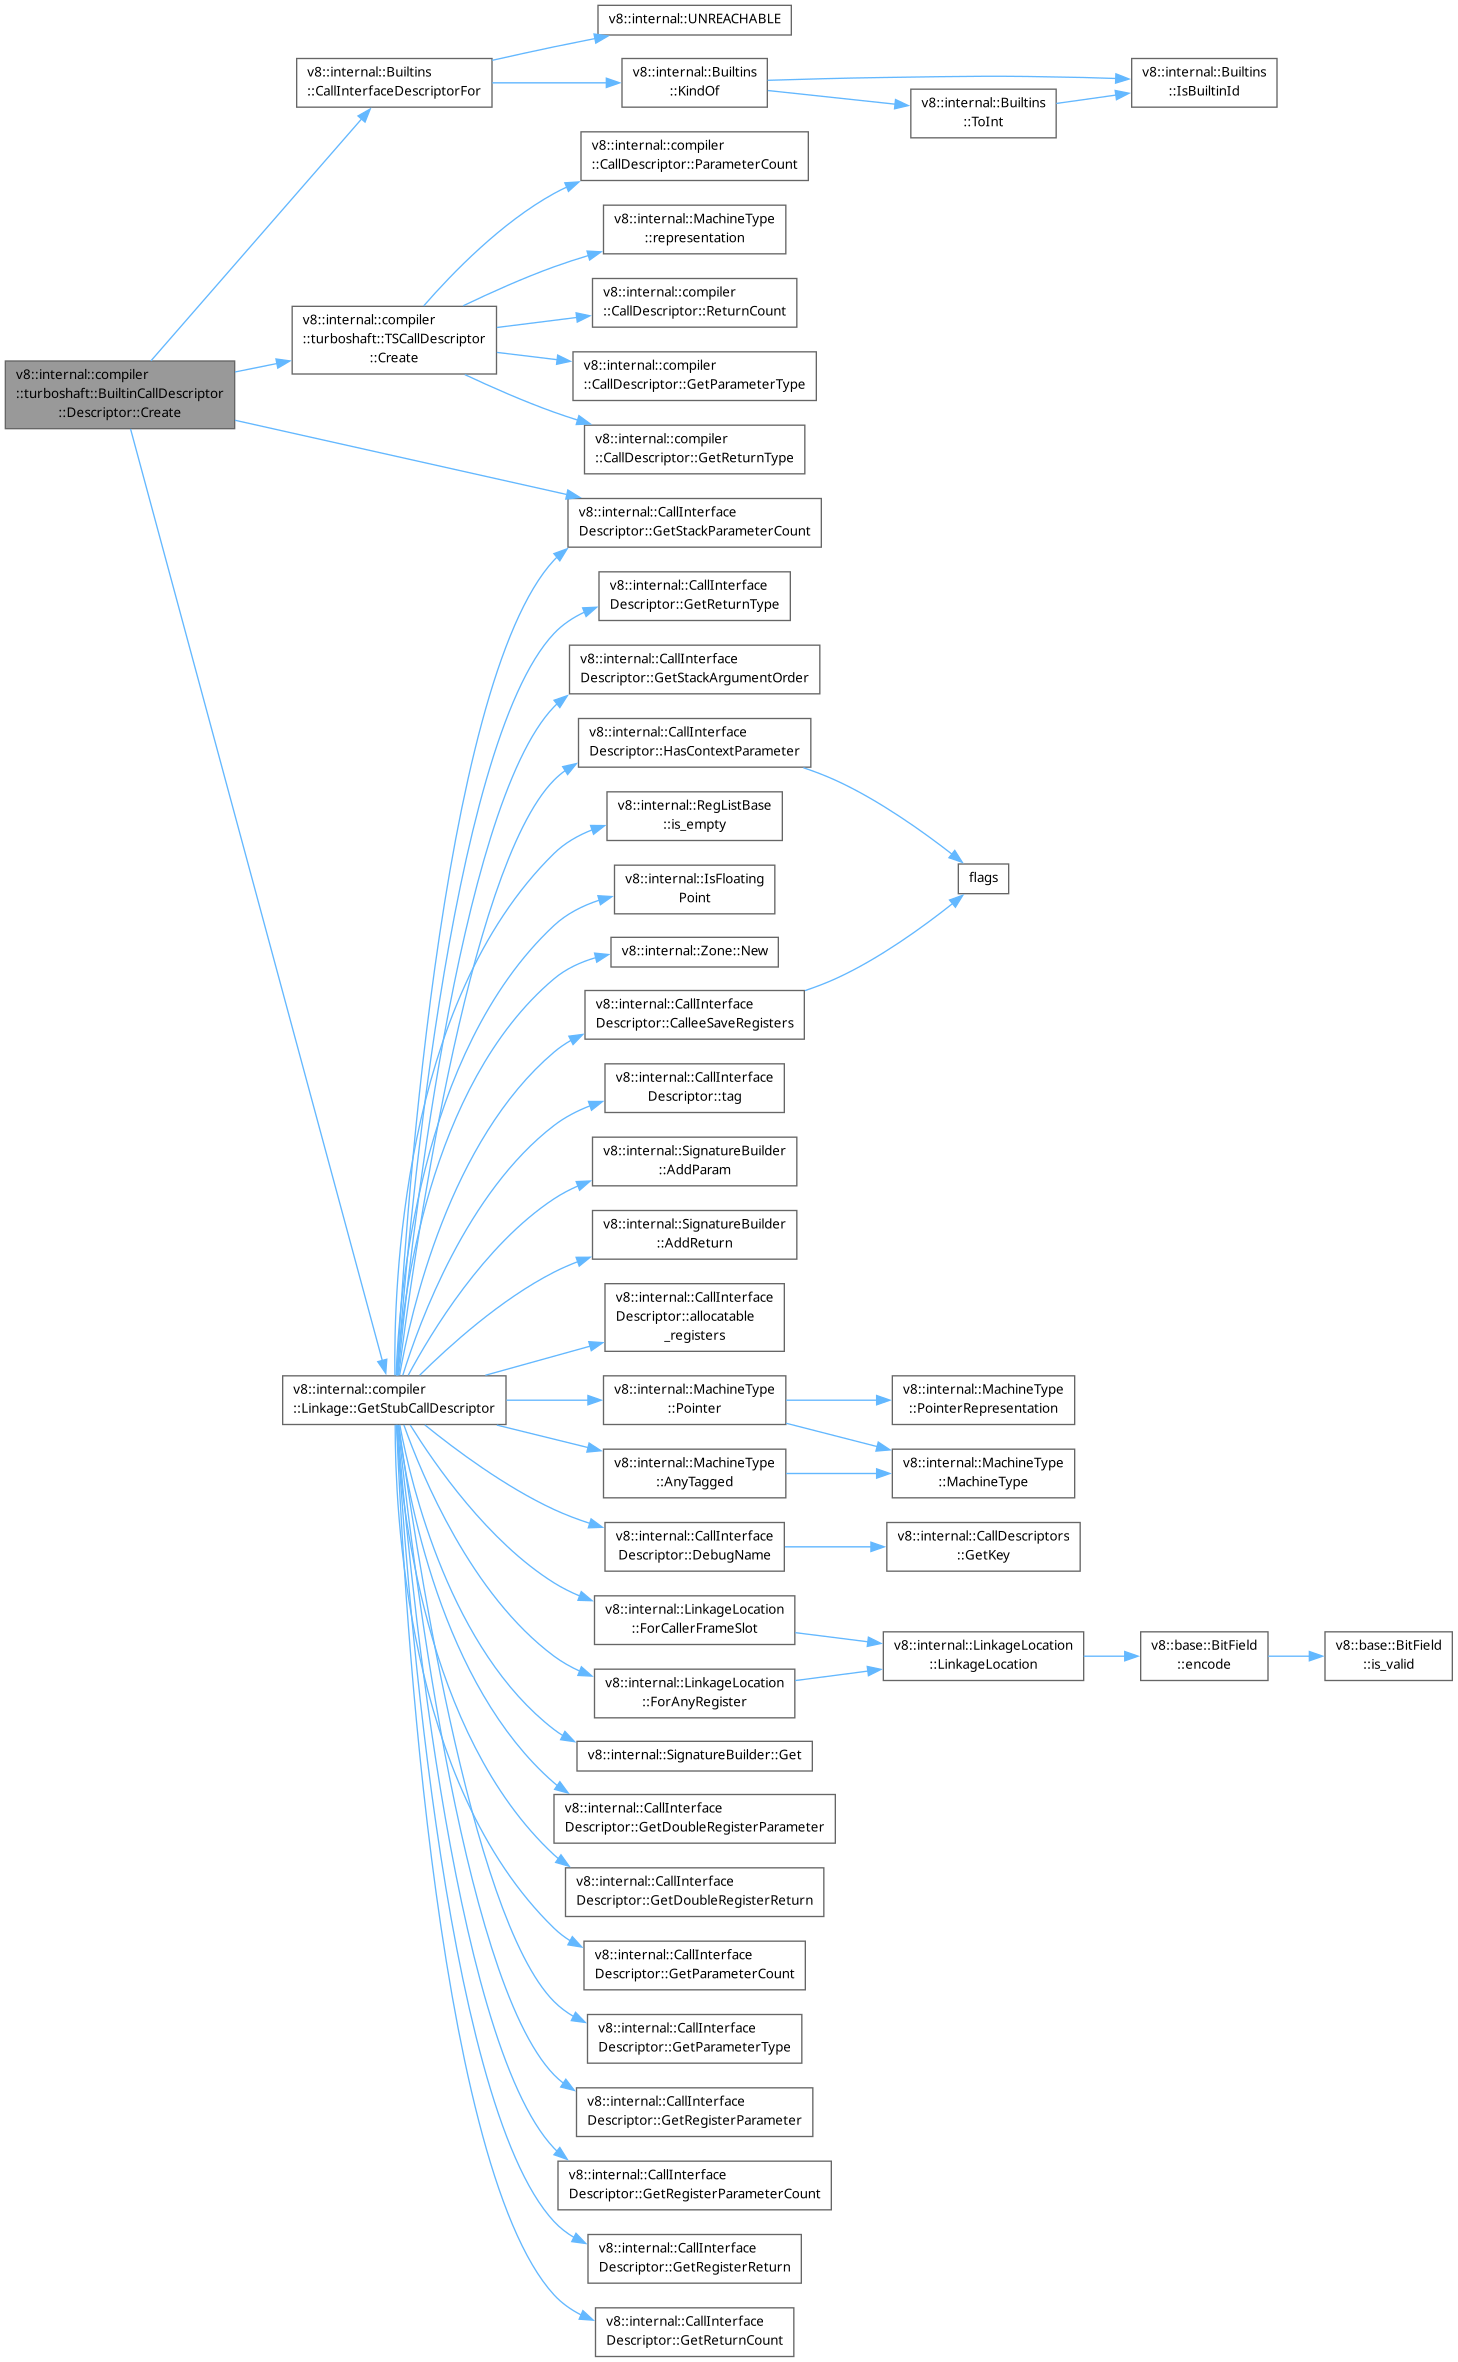 v8::internal::UNREACHABLE
v8::internal::Builtins
::CallInterfaceDescriptorFor
v8::internal::Builtins
::KindOf
v8::internal::Builtins
::IsBuiltinId
v8::internal::Builtins
::ToInt
v8::internal::compiler
::CallDescriptor::ParameterCount
v8::internal::MachineType
::representation
v8::internal::compiler
::CallDescriptor::ReturnCount
v8::internal::compiler
::turboshaft::TSCallDescriptor
::Create
v8::internal::compiler
::CallDescriptor::GetParameterType
v8::internal::compiler
::turboshaft::BuiltinCallDescriptor
::Descriptor::Create
v8::internal::compiler
::CallDescriptor::GetReturnType
v8::internal::CallInterface
Descriptor::GetStackParameterCount
v8::internal::CallInterface
Descriptor::GetReturnType
v8::internal::CallInterface
Descriptor::GetStackArgumentOrder
v8::internal::CallInterface
Descriptor::HasContextParameter
v8::internal::RegListBase
::is_empty
v8::internal::IsFloating
Point
flags
v8::internal::Zone::New
v8::internal::CallInterface
Descriptor::CalleeSaveRegisters
v8::internal::CallInterface
Descriptor::tag
v8::internal::SignatureBuilder
::AddParam
v8::internal::SignatureBuilder
::AddReturn
v8::internal::CallInterface
Descriptor::allocatable
_registers
v8::internal::compiler
::Linkage::GetStubCallDescriptor
v8::internal::MachineType
::Pointer
v8::internal::MachineType
::PointerRepresentation
v8::internal::MachineType
::AnyTagged
v8::internal::MachineType
::MachineType
v8::internal::CallInterface
Descriptor::DebugName
v8::internal::CallDescriptors
::GetKey
v8::internal::LinkageLocation
::ForCallerFrameSlot
v8::internal::LinkageLocation
::LinkageLocation
v8::base::BitField
::encode
v8::base::BitField
::is_valid
v8::internal::LinkageLocation
::ForAnyRegister
v8::internal::SignatureBuilder::Get
v8::internal::CallInterface
Descriptor::GetDoubleRegisterParameter
v8::internal::CallInterface
Descriptor::GetDoubleRegisterReturn
v8::internal::CallInterface
Descriptor::GetParameterCount
v8::internal::CallInterface
Descriptor::GetParameterType
v8::internal::CallInterface
Descriptor::GetRegisterParameter
v8::internal::CallInterface
Descriptor::GetRegisterParameterCount
v8::internal::CallInterface
Descriptor::GetRegisterReturn
v8::internal::CallInterface
Descriptor::GetReturnCount